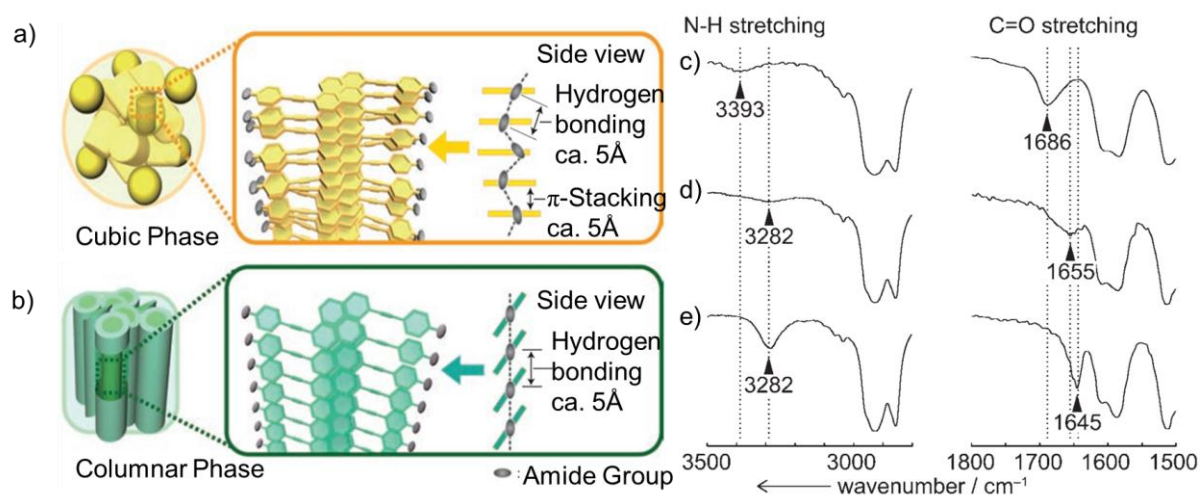 a)
Cubic Phase
Side view
Hydrogen
bonding
ca. 5Å
π-Stacking
ca. 5Å
b)
Columnar Phase
Side view
Hydrogen
bonding
ca. 5Å
:Amide Group
N-H stretching
C=O stretching
c)
3393
1686
d)
3282
1655
e)
3282
1645
3500
3000
1800
1700
1600
1500
wavenumber / cm⁻¹